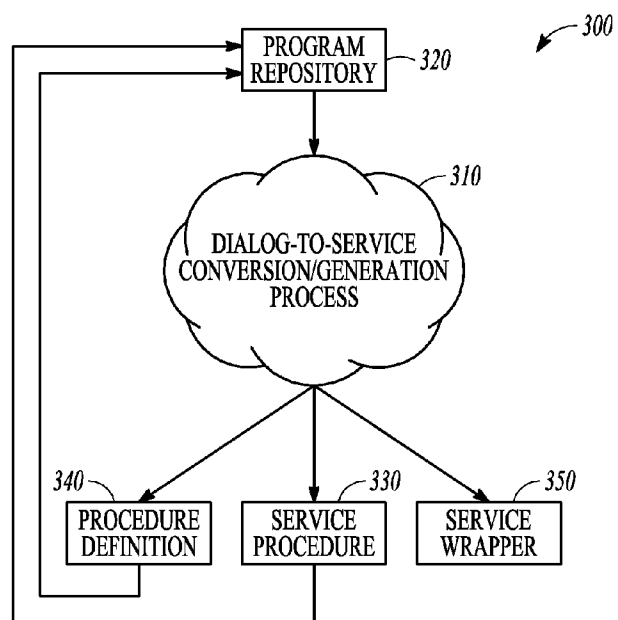 300
PROGRAM
REPOSITORY
320
310
DIALOG-TO-SERVICE
CONVERSION/GENERATION
PROCESS
340
330
350
PROCEDURE
DEFINITION
SERVICE
PROCEDURE
SERVICE
WRAPPER